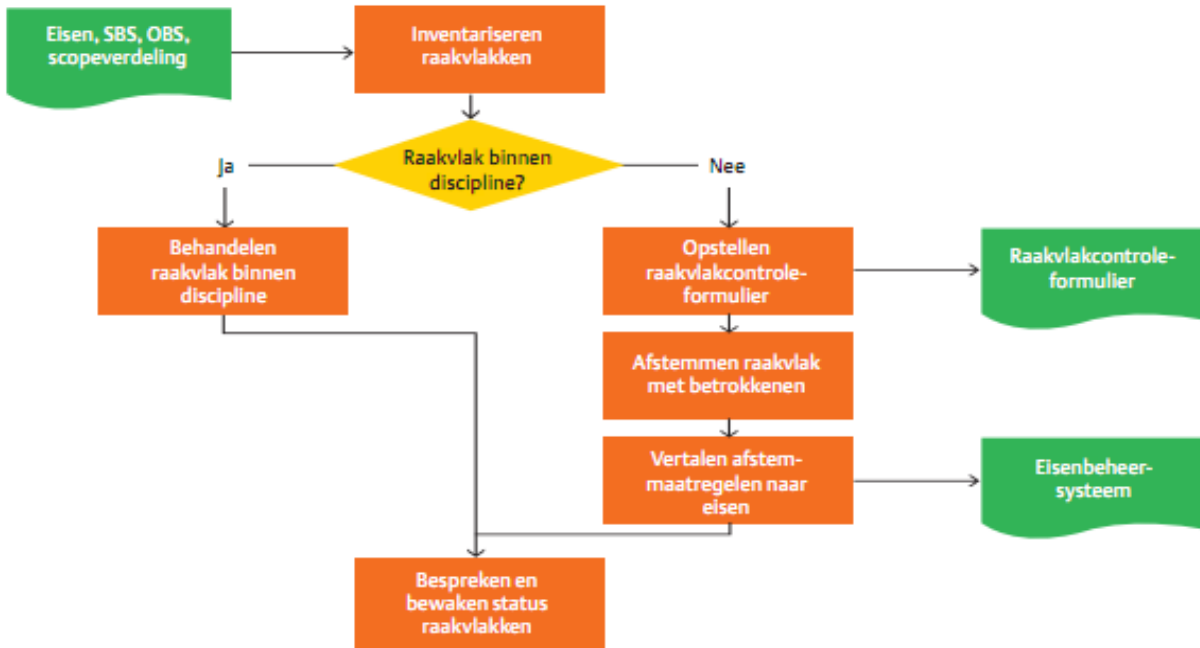 Eisen, SBS, OBS,
scopeverdeling
Inventariseren
raakvlakken
Raakvlak binnen
discipline?
Ja
Nee
Behandelen
raakvlak binnen
discipline
Opstellen
raakvlakcontrole-
formulier
Raakvlakcontrole-
formulier
Afstemmen raakvlak
met betrokkenen
Vertalen afstem-
maatregelen naar
eisen
Eisenbeheer-
systeem
Bespreken en
bewaken status
raakvlakken